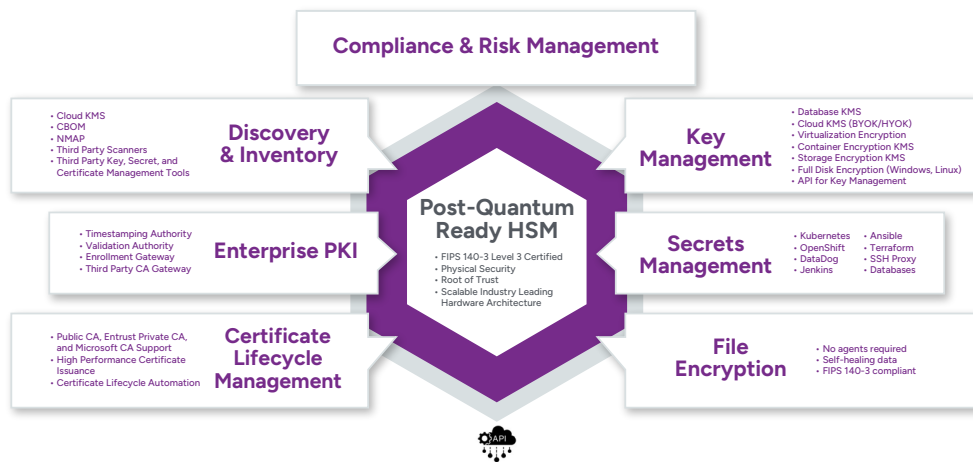 Compliance & Risk Management
• Cloud KMS
• CBOM
• NMAP
• Third Party Scanners
• Third Party Key, Secret, and
Certificate Management Tools
Discovery
& Inventory
• Timestamping Authority
• Validation Authority
• Enrollment Gateway
• Third Party CA Gateway
Enterprise PKI
• Public CA, Entrust Private CA,
and Microsoft CA Support
• High Performance Certificate
Issuance
• Certificate Lifecycle Automation
Certificate
Lifecycle
Management
Post-Quantum
Ready HSM
• FIPS 140-3 Level 3 Certified
• Physical Security
• Root of Trust
• Scalable Industry Leading
Hardware Architecture
Key
Management
• Database KMS
• Cloud KMS (BYOK/HYOK)
• Virtualization Encryption
• Container Encryption KMS
• Storage Encryption KMS
• Full Disk Encryption (Windows, Linux)
• API for Key Management
Secrets
Management
• Kubernetes
• OpenShift
• DataDog
• Jenkins
• Ansible
• Terraform
• SSH Proxy
• Databases
File
Encryption
• No agents required
• Self-healing data
• FIPS 140-3 compliant
API